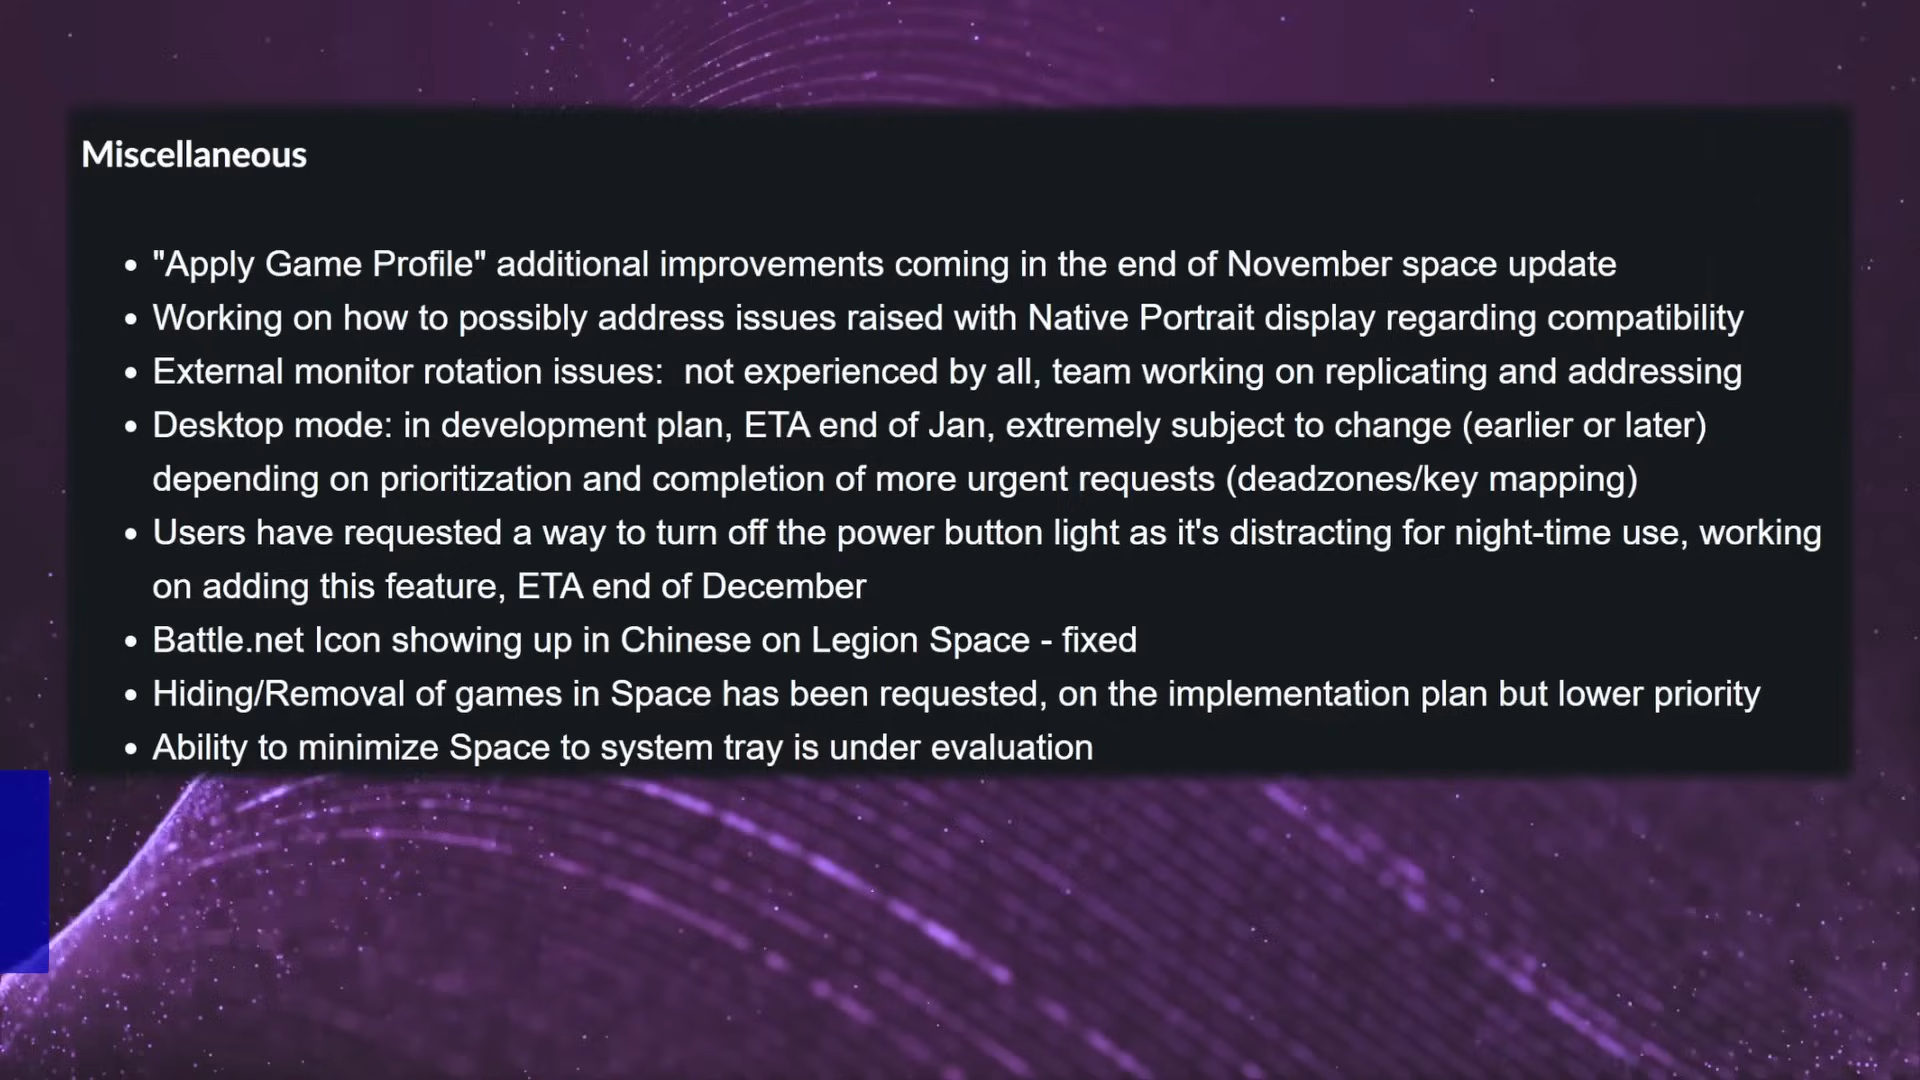 Miscellaneous
"Apply Game Profile" additional improvements coming in the end of November space update
Working on how to possibly address issues raised with Native Portrait display regarding compatibility
External monitor rotation issues:  not experienced by all, team working on replicating and addressing
Desktop mode: in development plan, ETA end of Jan, extremely subject to change (earlier or later)
depending on prioritization and completion of more urgent requests (deadzones/key mapping)
Users have requested a way to turn off the power button light as it's distracting for night-time use, working
on adding this feature, ETA end of December
Battle.net Icon showing up in Chinese on Legion Space - fixed
Hiding/Removal of games in Space has been requested, on the implementation plan but lower priority
Ability to minimize Space to system tray is under evaluation